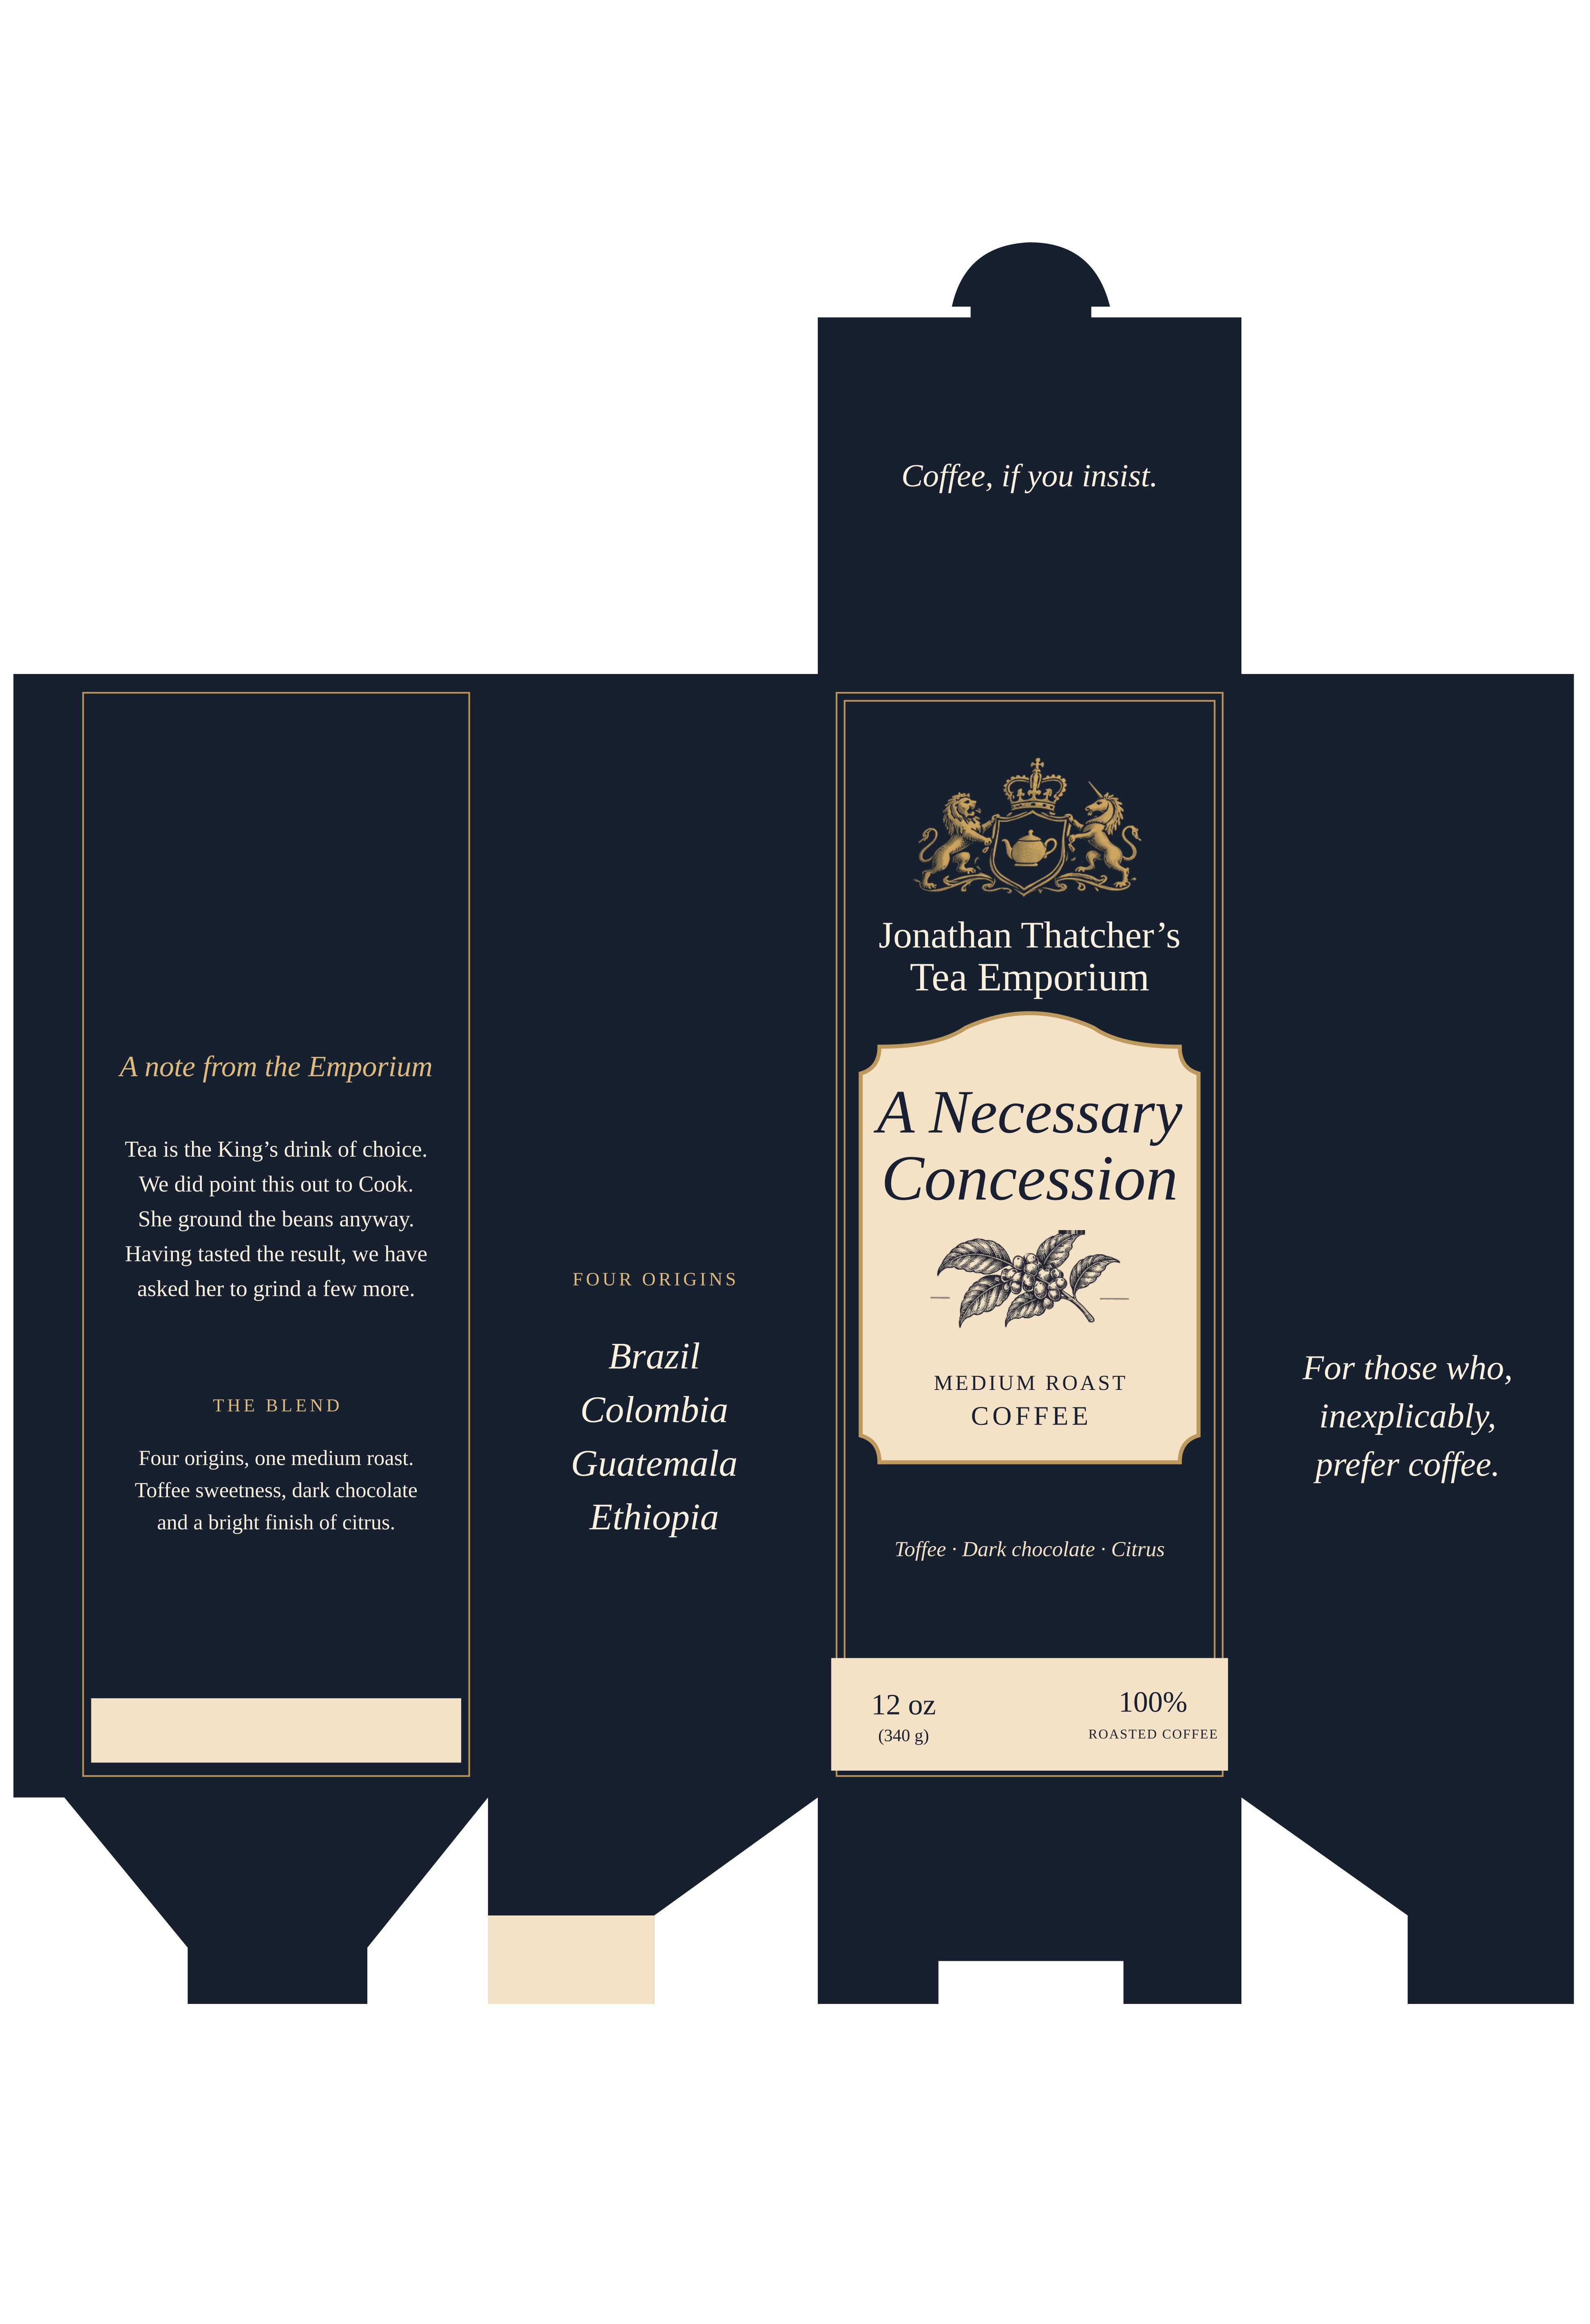 Coffee, if you insist.
A note from the Emporium
Tea is the King’s drink of choice.
We did point this out to Cook.
She ground the beans anyway.
Having tasted the result, we have
asked her to grind a few more.
THE BLEND
Four origins, one medium roast.
Toffee sweetness, dark chocolate
and a bright finish of citrus.
FOUR ORIGINS
Brazil
Colombia
Guatemala
Ethiopia
Jonathan Thatcher’s
Tea Emporium
A Necessary
Concession
MEDIUM ROAST
COFFEE
Toffee · Dark chocolate · Citrus
12 oz
(340 g)
100%
ROASTED COFFEE
For those who,
inexplicably,
prefer coffee.